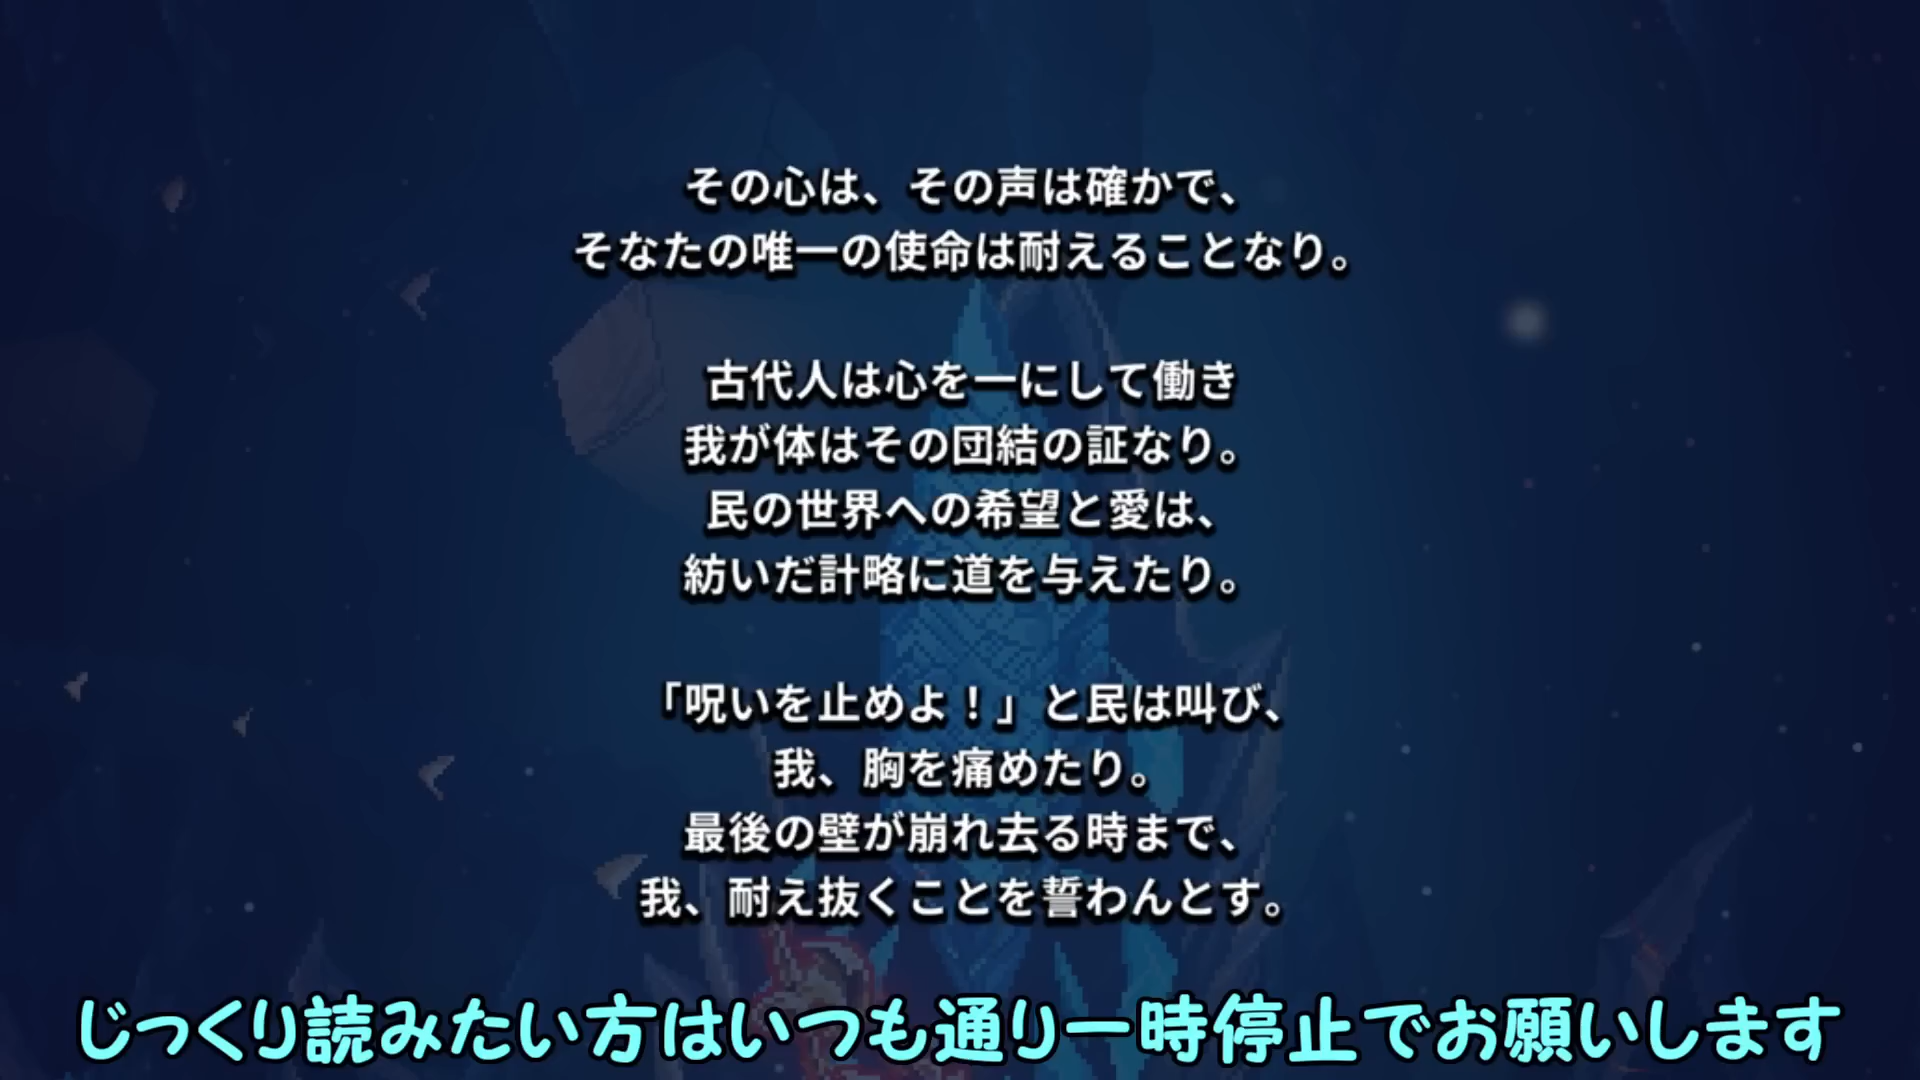 その心は、その声は確かで、
そなたの唯一の使命は耐えることなり。
古代人は心を一にして働き
我が体はその団結の証なり。
民の世界への希望と愛は、
紡いだ計略に道を与えたり。
「呪いを止めよ！」と民は叫び、
我、胸を痛めたり。
最後の壁が崩れ去る時まで、
我、耐え抜くことを誓わんとす。
じっくり読みたい方はいつも通り一時停止でお願いします